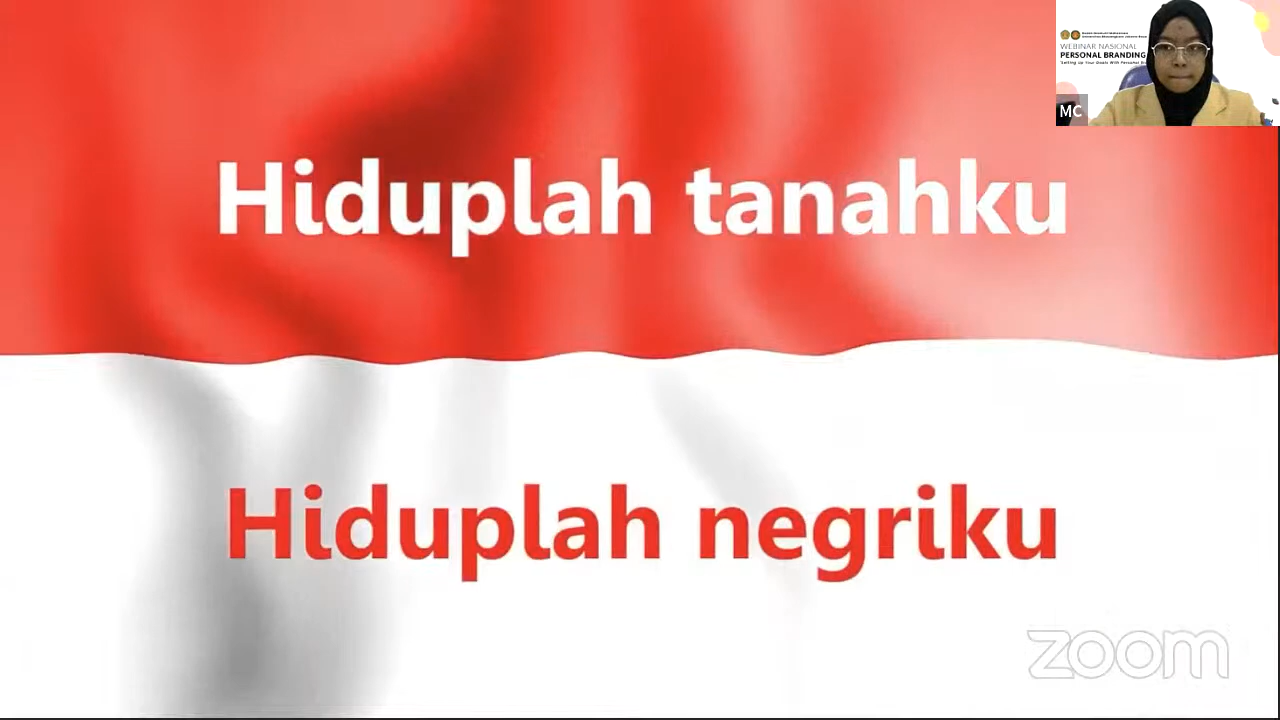 Hiduplah tanahku
Hiduplah negriku
WEBINAR NASIONAL
PERSONAL BRANDING
MC
zoom